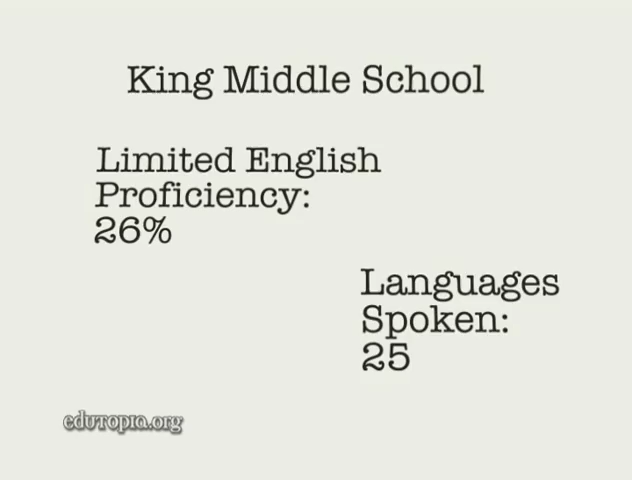 King Middle School
Limited English
Proficiency:
26%
Languages
Spoken:
25
edutopia.org